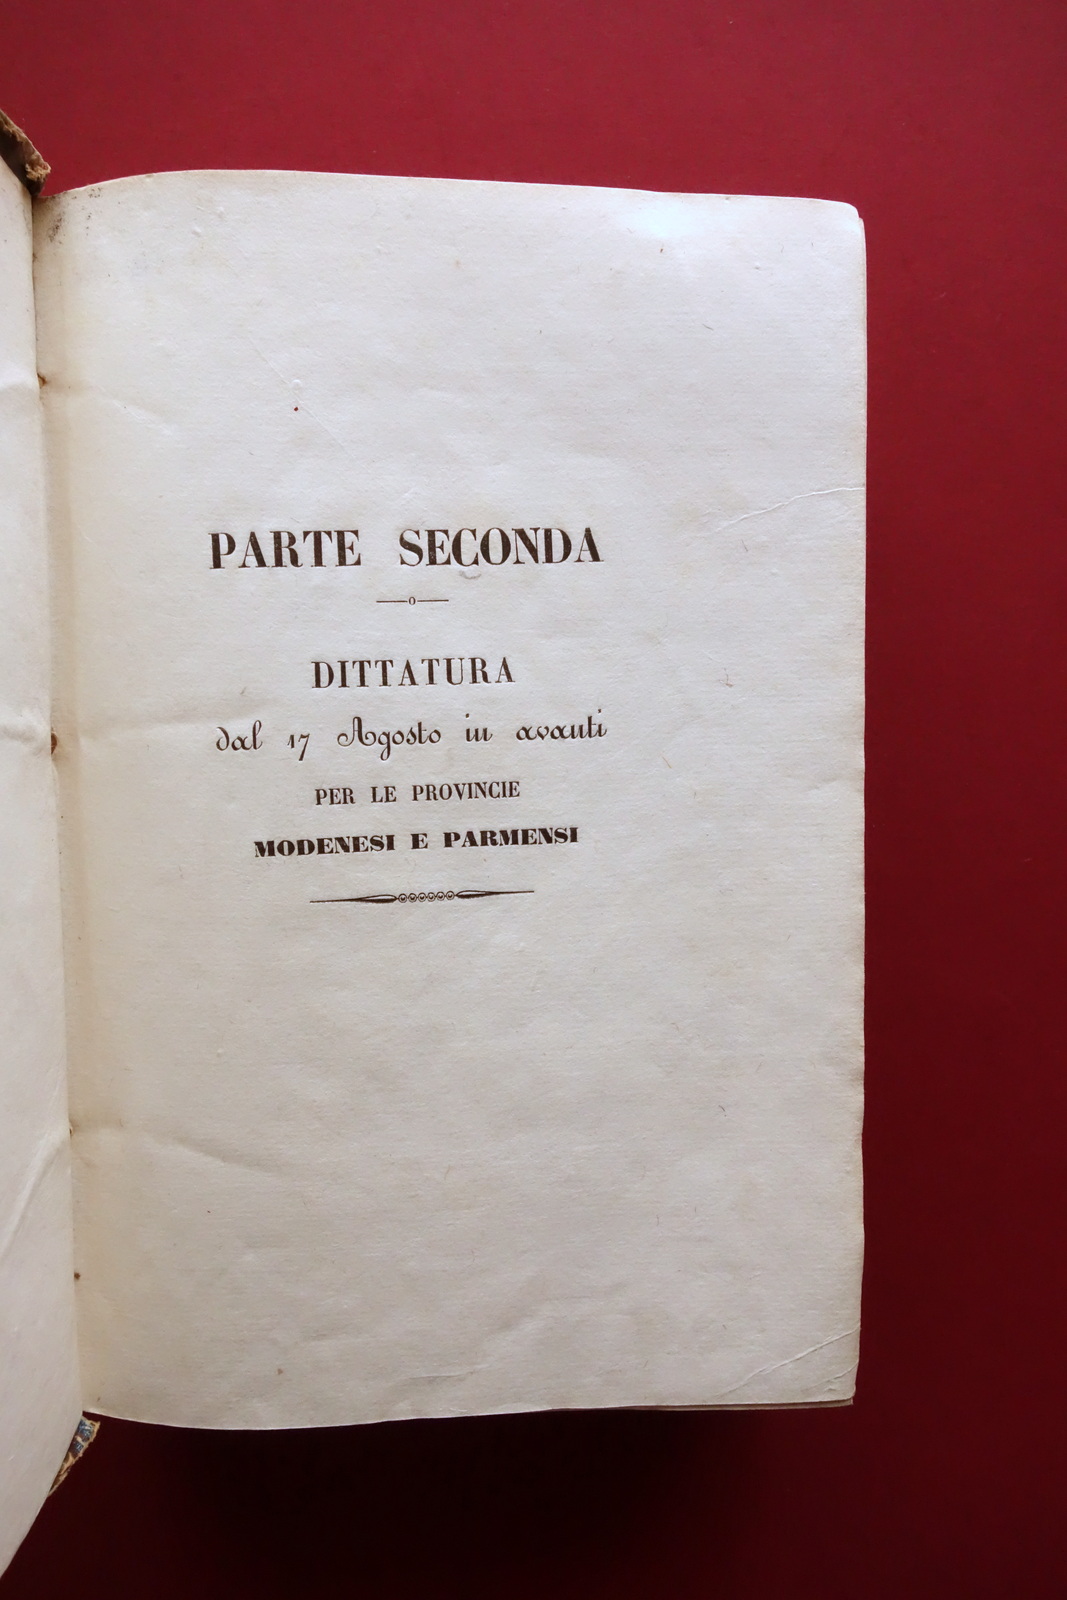 PARTE SECONDA
DITTATURA
dal 17 Agosto in avanti
PER LE PROVINCIE
MODENESI E PARMENSI